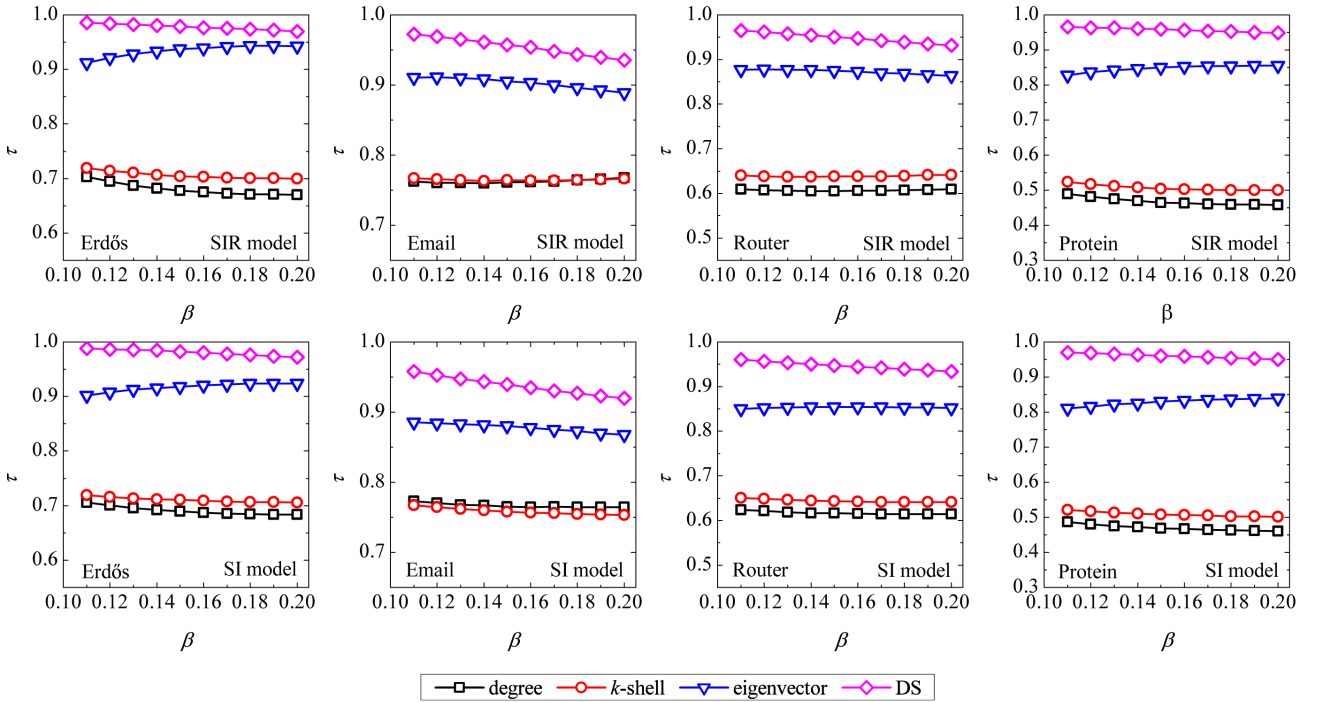 1.0
0.9
0.8
0.7
0.6
τ
Erdős SIR model
0.10 0.12 0.14 0.16 0.18 0.20
β
1.0
0.9
0.8
0.7
τ
Email SIR model
0.10 0.12 0.14 0.16 0.18 0.20
β
1.0
0.9
0.8
0.7
0.6
0.5
τ
Router SIR model
0.10 0.12 0.14 0.16 0.18 0.20
β
1.0
0.9
0.8
0.7
0.6
0.5
0.4
0.3
τ
Protein SIR model
0.10 0.12 0.14 0.16 0.18 0.20
β
1.0
0.9
0.8
0.7
0.6
τ
Erdős SI model
0.10 0.12 0.14 0.16 0.18 0.20
β
1.0
0.9
0.8
0.7
τ
Email SI model
0.10 0.12 0.14 0.16 0.18 0.20
β
1.0
0.9
0.8
0.7
0.6
0.5
τ
Router SI model
0.10 0.12 0.14 0.16 0.18 0.20
β
1.0
0.9
0.8
0.7
0.6
0.5
0.4
0.3
τ
Protein SI model
0.10 0.12 0.14 0.16 0.18 0.20
β
degree k-shell eigenvector DS